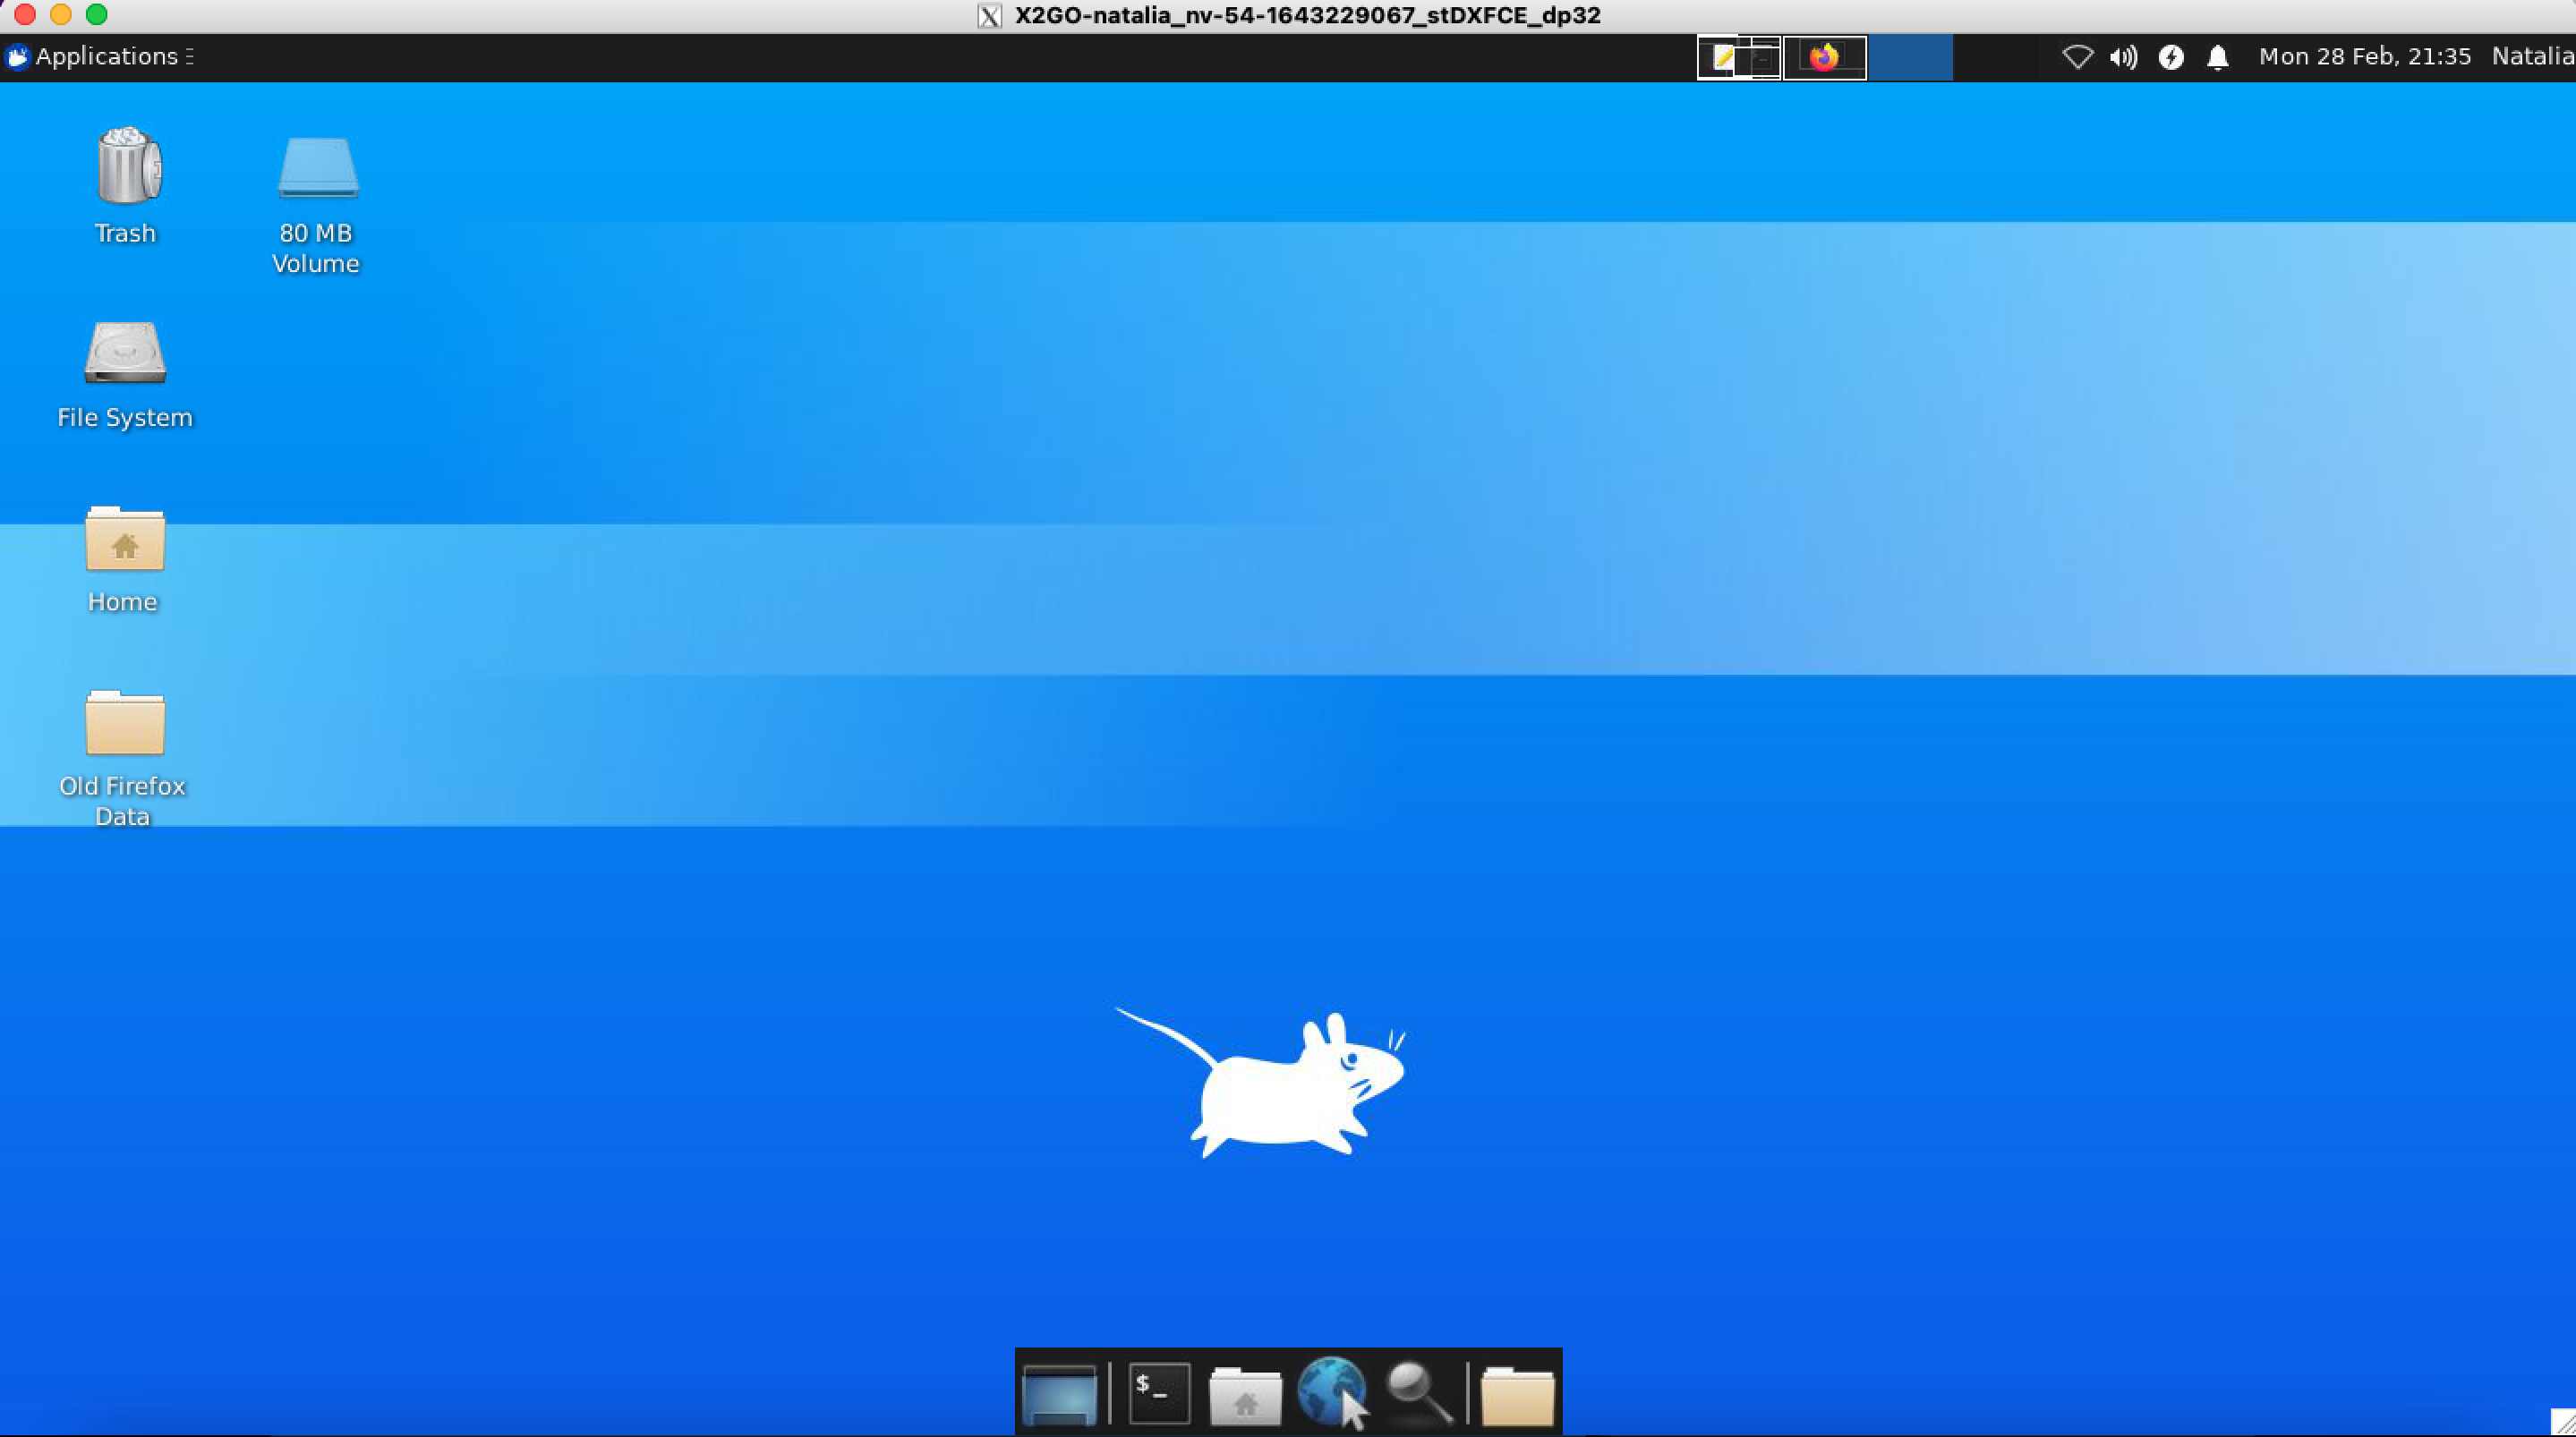 X2GO-natalia_nv-54-1643229067_stDXFCE_dp32
Applications
Mon 28 Feb, 21:35 Natalia
Trash
80 MB
Volume
File System
Home
Old Firefox
Data
$_